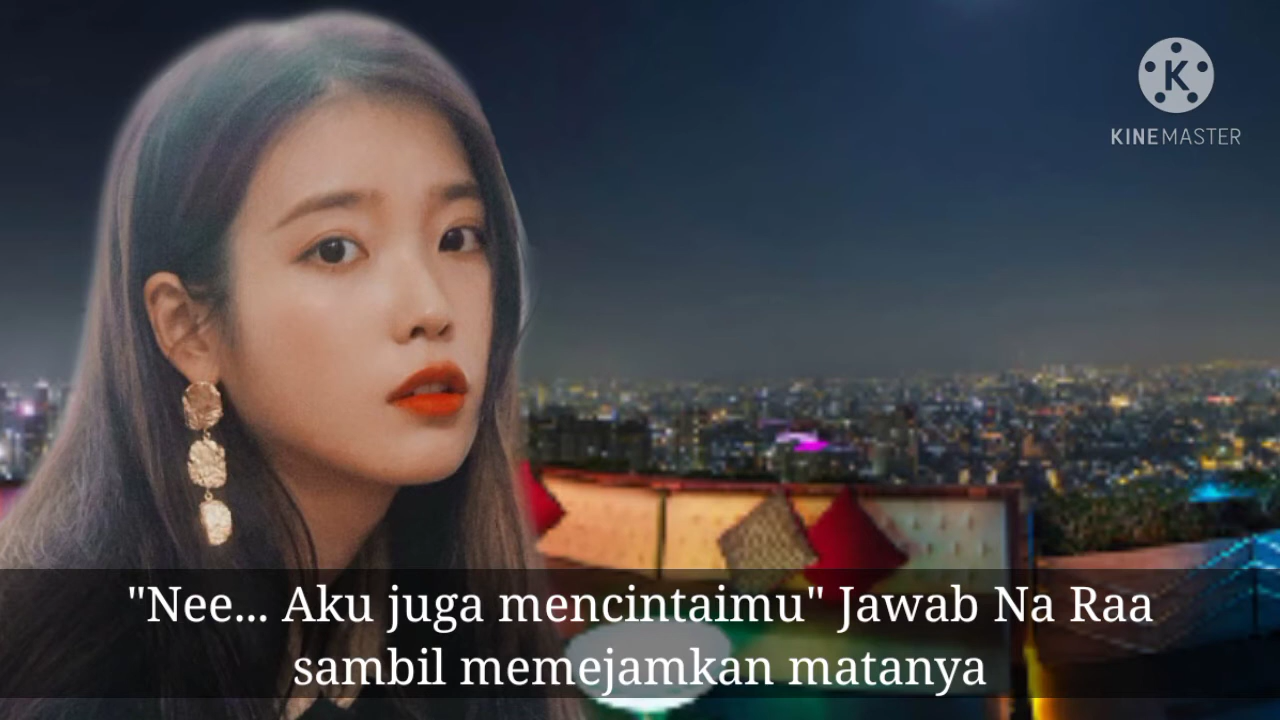 K
KINEMASTER
"Nee... Aku juga mencintaimu" Jawab Na Raa
sambil memejamkan matanya